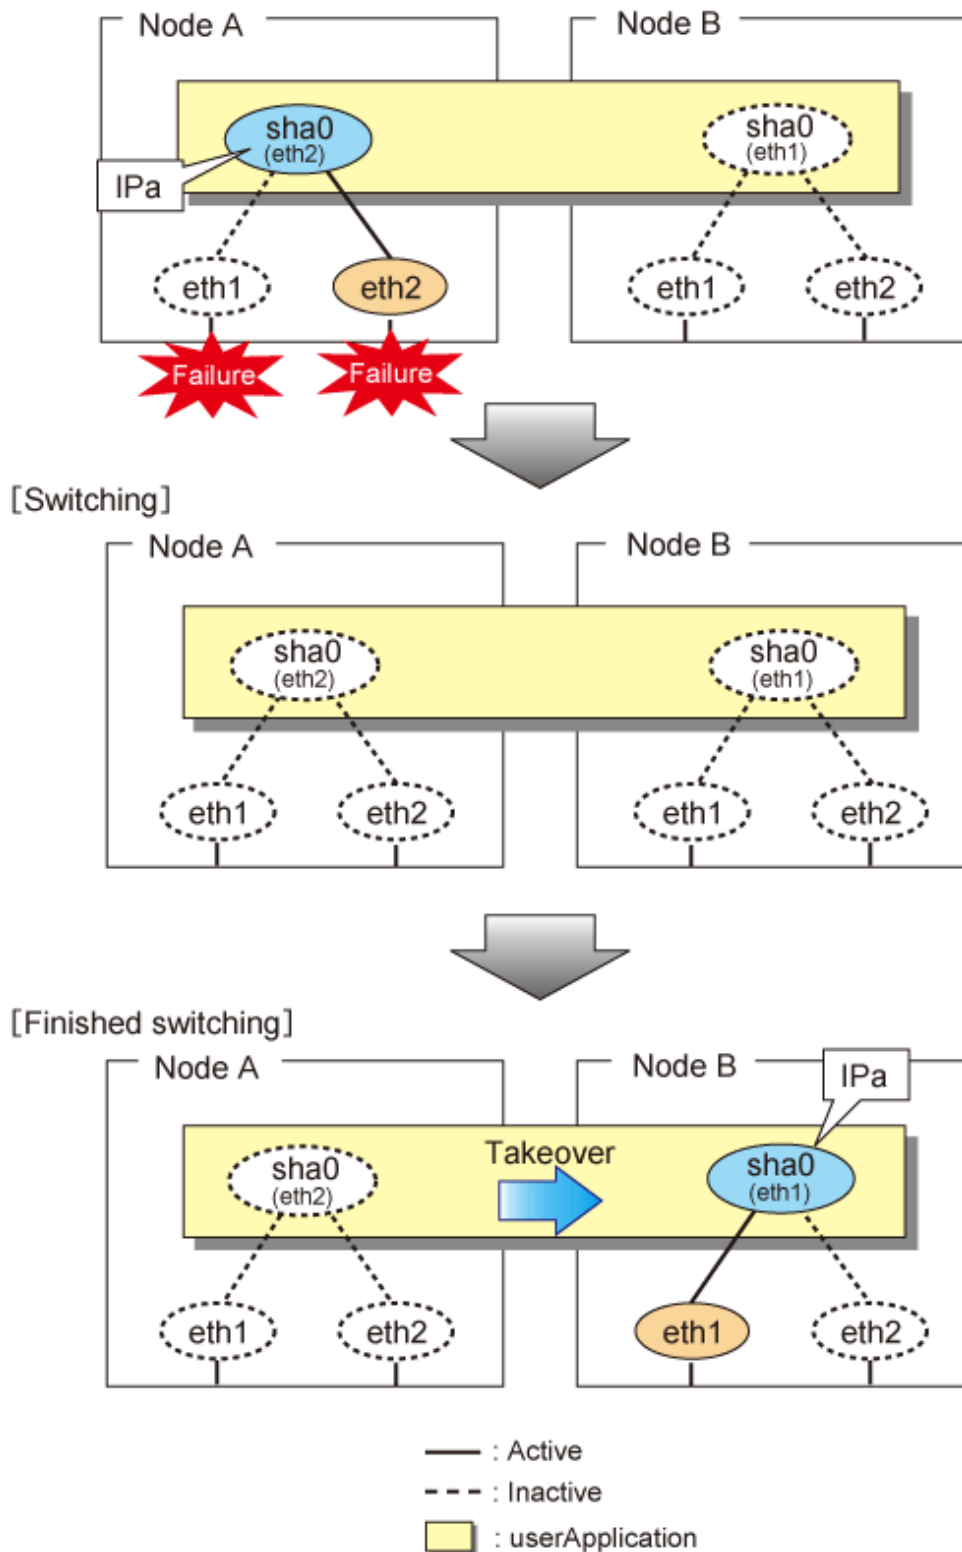 Node A
Node B
sha0
(eth2)
sha0
(eth1)
IPa
eth1
eth2
eth1
eth2
Failure
Failure
[Switching]
Node A
Node B
sha0
(eth2)
sha0
(eth1)
eth1
eth2
eth1
eth2
[Finished switching]
Node A
Node B
IPa
Takeover
sha0
(eth2)
sha0
(eth1)
eth1
eth2
eth1
eth2
: Active
: Inactive
: userApplication